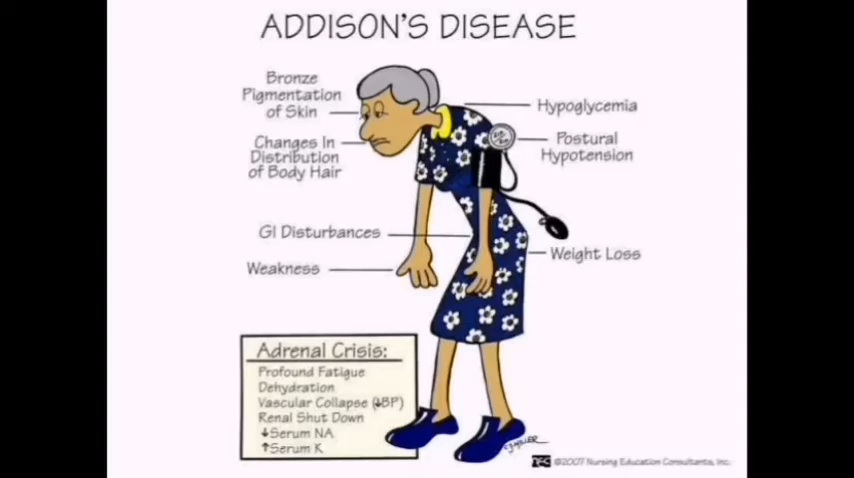 ADDISON'S DISEASE
Bronze
Pigmentation
of Skin
Changes In
Distribution
of Body Hair
GI Disturbances
Weakness
Hypoglycemia
Postural
Hypotension
Weight Loss
Adrenal Crisis:
Profound Fatigue
Dehydration
Vascular Collapse (↓BP)
Renal Shut Down
↓Serum NA
↑Serum K
NEC ©2007 Nursing Education Consultants, Inc.